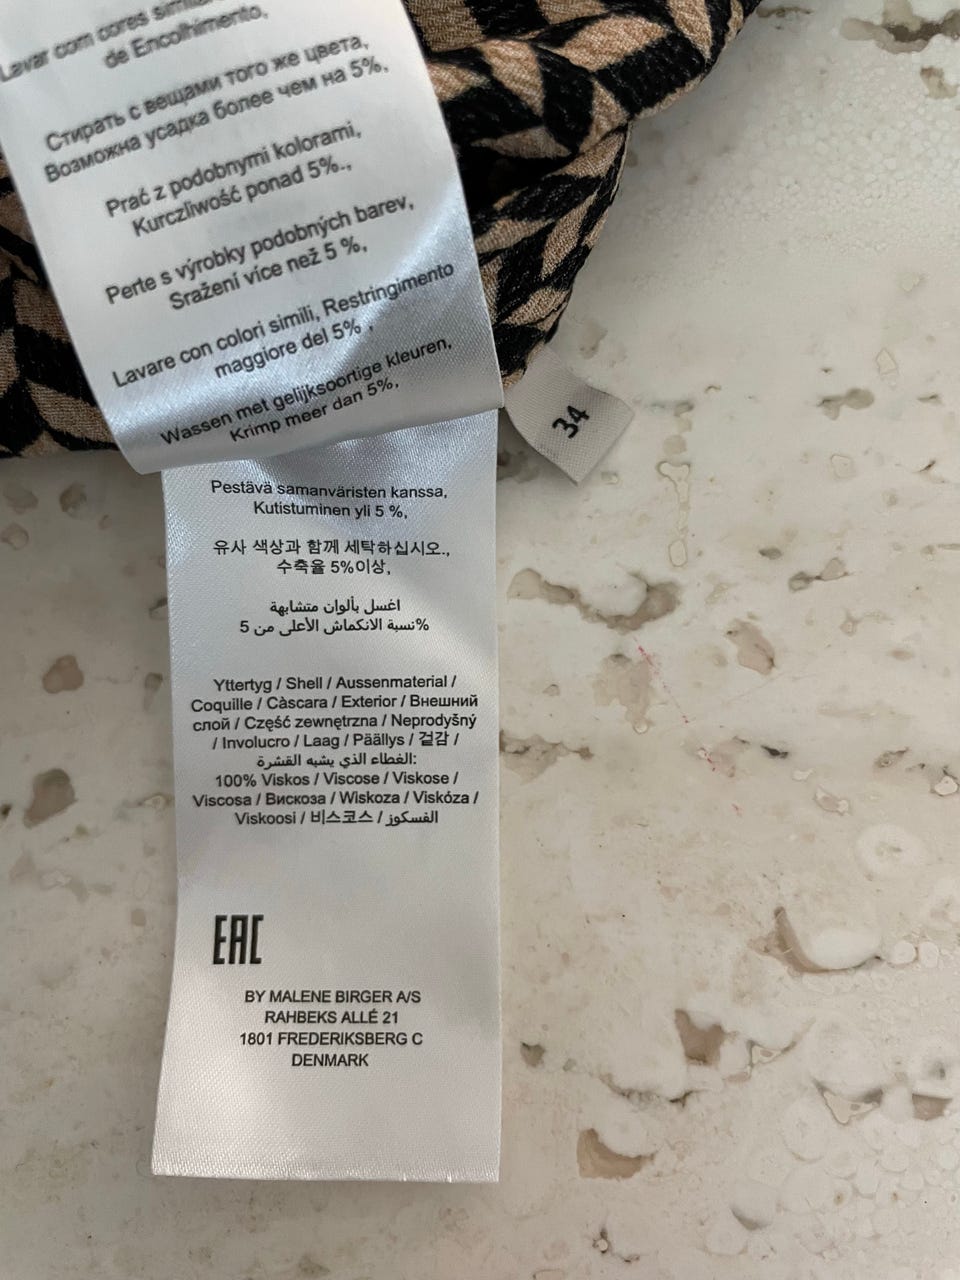 Lavar com cores
de Encolhimento,
Стирать с вещами того же цвета,
Возможна усадка более чем на 5%,
Prać z podobnymi kolorami,
Kurczliwość ponad 5%.,
Perte s výrobky podobných barev,
Sražení více než 5 %,
Lavare con colori simili, Restringimento
maggiore del 5% ,
Wassen met gelijksoortige kleuren,
Krimp meer dan 5%,
34
Pestävä samanväristen kanssa,
Kutistuminen yli 5 %,
유사 색상과 함께 세탁하십시오.,
수축율 5%이상,
اغسل بألوان متشابهة
%نسبة الانكماش الأعلى من 5
Yttertyg / Shell / Aussenmaterial /
Coquille / Càscara / Exterior / Внешний
слой / Część zewnętrzna / Neprodyšný
/ Involucro / Laag / Päällys / 겉감 /
الغطاء الذي يشبه القشرة:
100% Viskos / Viscose / Viskose /
Viscosa / Вискоза / Wiskoza / Viskóza /
Viskoosi / 비스코스 / الفسكوز
EAC
BY MALENE BIRGER A/S
RAHBEKS ALLÉ 21
1801 FREDERIKSBERG C
DENMARK